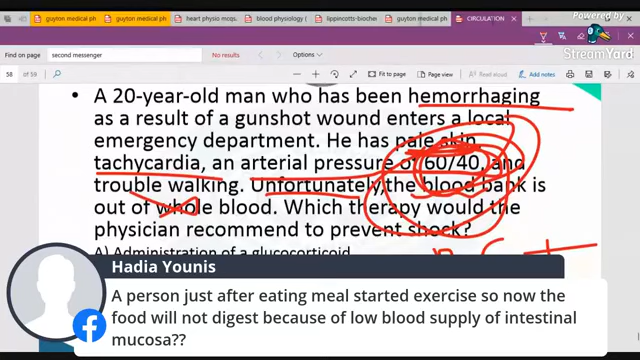 guyton medical ph
guyton medical ph
heart physio mcqs.
blood physiology (
lippincotts-bioche
guyton medical ph
CIRCULATION
Powered by
StreamYard
Find on page
second messenger
No results
Options
58 of 59
Fit to page
Page view
Read aloud
Add notes
• A 20-year-old man who has been hemorrhaging
as a result of a gunshot wound enters a local
emergency department. He has pale skin
tachycardia, an arterial pressure of 60/40, and
trouble walking. Unfortunately, the blood bank is
out of whole blood. Which therapy would the
physician recommend to prevent shock?
A) Administration of a glucocorticoid
Hadia Younis
A person just after eating meal started exercise so now the
food will not digest because of low blood supply of intestinal
mucosa??